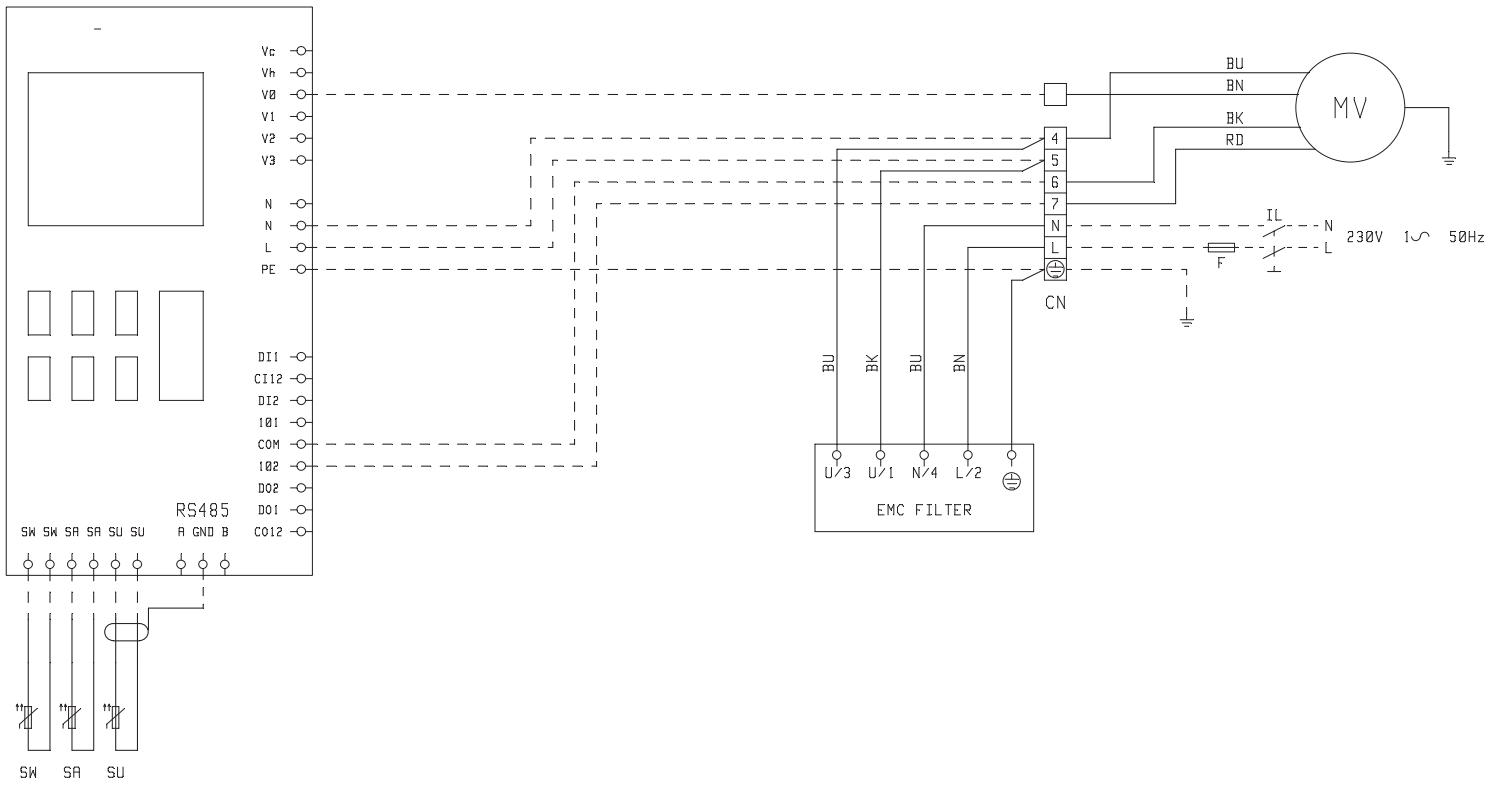 Vc
Vh
V0
V1
V2
V3
N
N
L
PE
DI1
CI12
DI2
101
COM
102
DO2
DO1
CO12
RS485
SW SW SA SA SU SU A GND B
SW SA SU
BU
BN
BK
RD
MV
4
5
6
7
N
L
CN
IL
F
N
L
230V 1 50Hz
BU BK BU BN
U/3 U/1 N/4 L/2
EMC FILTER